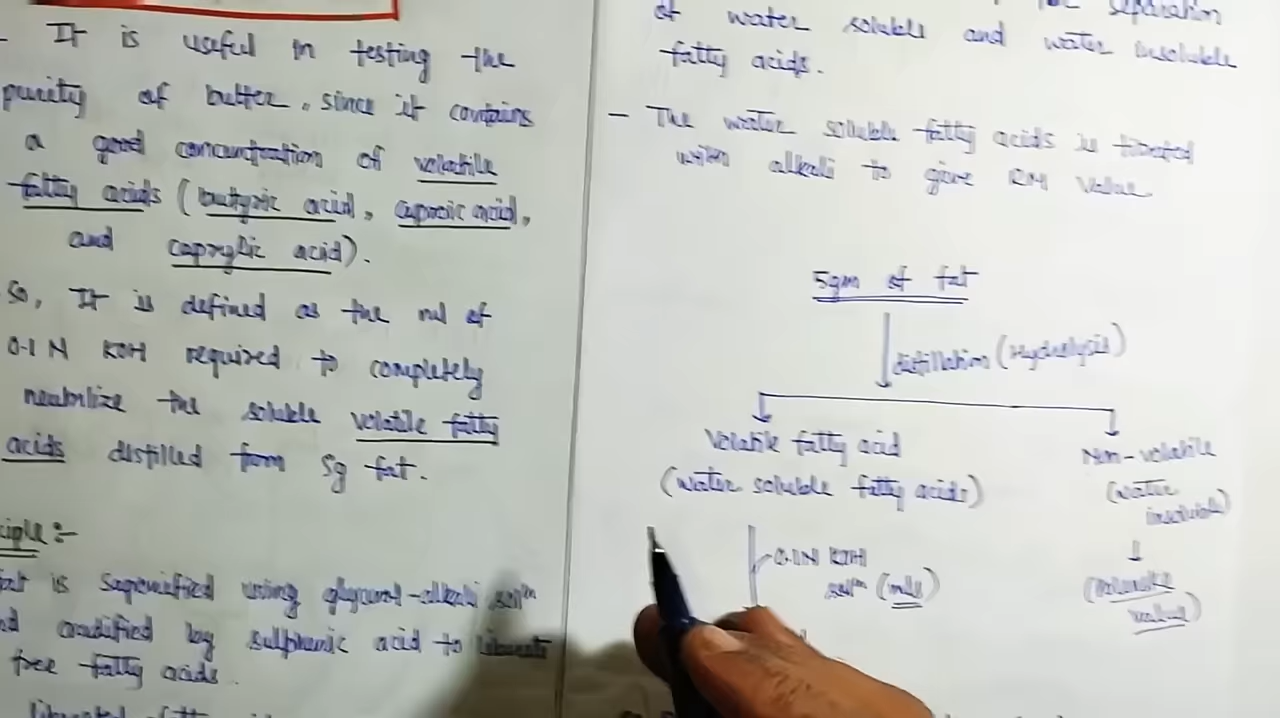 - It is useful in testing the
purity of butter, since it contains
a good concentration of volatile
fatty acids (butyric acid, caproic acid,
and caprylic acid).
So, It is defined as the ml of
0.1 N KOH required to completely
neutralize the soluble volatile fatty
acids distilled from 5g fat.
ciple:-
fat is saponified using glycerol-alkali solⁿ
nd acidified by sulphuric acid to liberate
free fatty acids.
separation
of water soluble and water insoluble
fatty acids.
- The water soluble fatty acids is titrated
with alkali to give RM Value.
5gm of fat
distillation (Hydrolysis)
Volatile fatty acid
(water soluble fatty acids)
Non-volatile
(water
insoluble)
0.1N KOH
solⁿ (mls)
(Polenske
value)